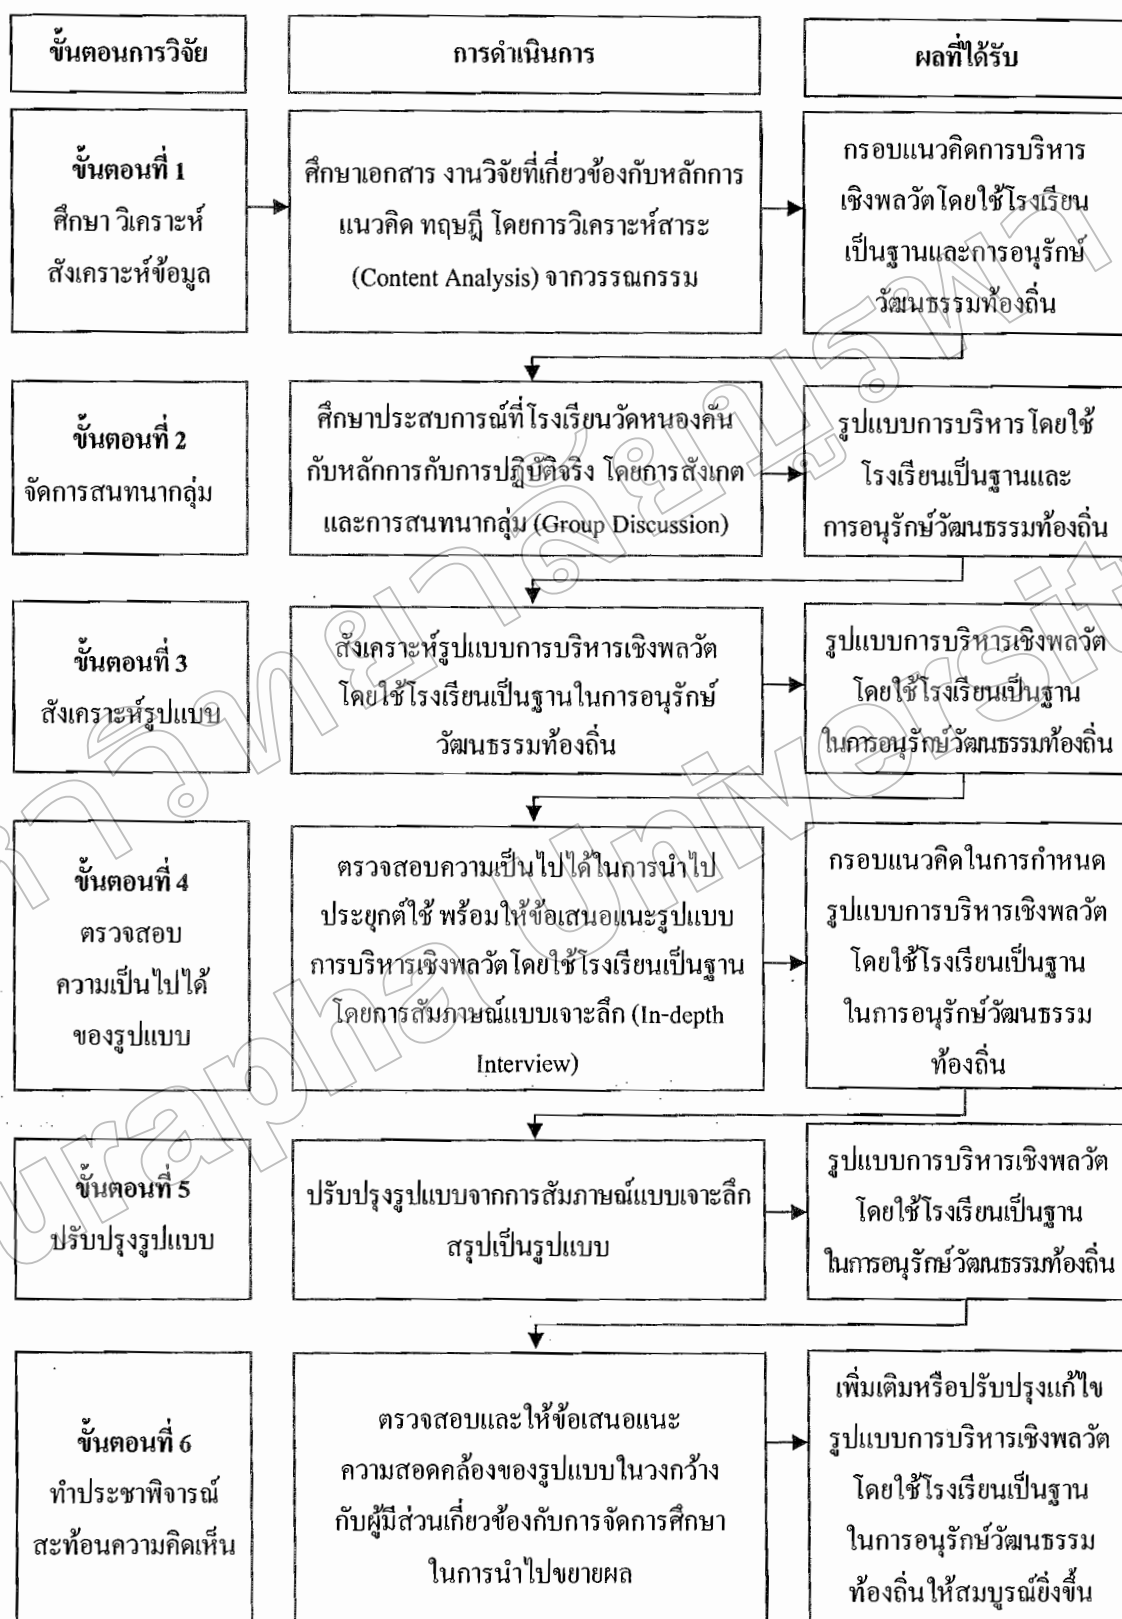 ขั้นตอนการวิจัย
การดำเนินการ
ผลที่ได้รับ
ขั้นตอนที่ 1
ศึกษา วิเคราะห์
สังเคราะห์ข้อมูล
ศึกษาเอกสาร งานวิจัยที่เกี่ยวข้องกับหลักการ
แนวคิด ทฤษฎี โดยการวิเคราะห์สาระ
(Content Analysis) จากวรรณกรรม
กรอบแนวคิดการบริหาร
เชิงพลวัตโดยใช้โรงเรียน
เป็นฐานและการอนุรักษ์
วัฒนธรรมท้องถิ่น
ขั้นตอนที่ 2
จัดการสนทนากลุ่ม
ศึกษาประสบการณ์ที่โรงเรียนวัดหนองคัน
กับหลักการกับการปฏิบัติจริง โดยการสังเกต
และการสนทนากลุ่ม (Group Discussion)
รูปแบบการบริหารโดยใช้
โรงเรียนเป็นฐานและ
การอนุรักษ์วัฒนธรรมท้องถิ่น
ขั้นตอนที่ 3
สังเคราะห์รูปแบบ
สังเคราะห์รูปแบบการบริหารเชิงพลวัต
โดยใช้โรงเรียนเป็นฐานในการอนุรักษ์
วัฒนธรรมท้องถิ่น
รูปแบบการบริหารเชิงพลวัต
โดยใช้โรงเรียนเป็นฐาน
ในการอนุรักษ์วัฒนธรรมท้องถิ่น
ขั้นตอนที่ 4
ตรวจสอบ
ความเป็นไปได้
ของรูปแบบ
ตรวจสอบความเป็นไปได้ในการนำไป
ประยุกต์ใช้ พร้อมให้ข้อเสนอแนะรูปแบบ
การบริหารเชิงพลวัตโดยใช้โรงเรียนเป็นฐาน
โดยการสัมภาษณ์แบบเจาะลึก (In-depth
Interview)
กรอบแนวคิดในการกำหนด
รูปแบบการบริหารเชิงพลวัต
โดยใช้โรงเรียนเป็นฐาน
ในการอนุรักษ์วัฒนธรรม
ท้องถิ่น
ขั้นตอนที่ 5
ปรับปรุงรูปแบบ
ปรับปรุงรูปแบบจากการสัมภาษณ์แบบเจาะลึก
สรุปเป็นรูปแบบ
รูปแบบการบริหารเชิงพลวัต
โดยใช้โรงเรียนเป็นฐาน
ในการอนุรักษ์วัฒนธรรมท้องถิ่น
ขั้นตอนที่ 6
ทำประชาพิจารณ์
สะท้อนความคิดเห็น
ตรวจสอบและให้ข้อเสนอแนะ
ความสอดคล้องของรูปแบบในวงกว้าง
กับผู้มีส่วนเกี่ยวข้องกับการจัดการศึกษา
ในการนำไปขยายผล
เพิ่มเติมหรือปรับปรุงแก้ไข
รูปแบบการบริหารเชิงพลวัต
โดยใช้โรงเรียนเป็นฐาน
ในการอนุรักษ์วัฒนธรรม
ท้องถิ่นให้สมบูรณ์ยิ่งขึ้น